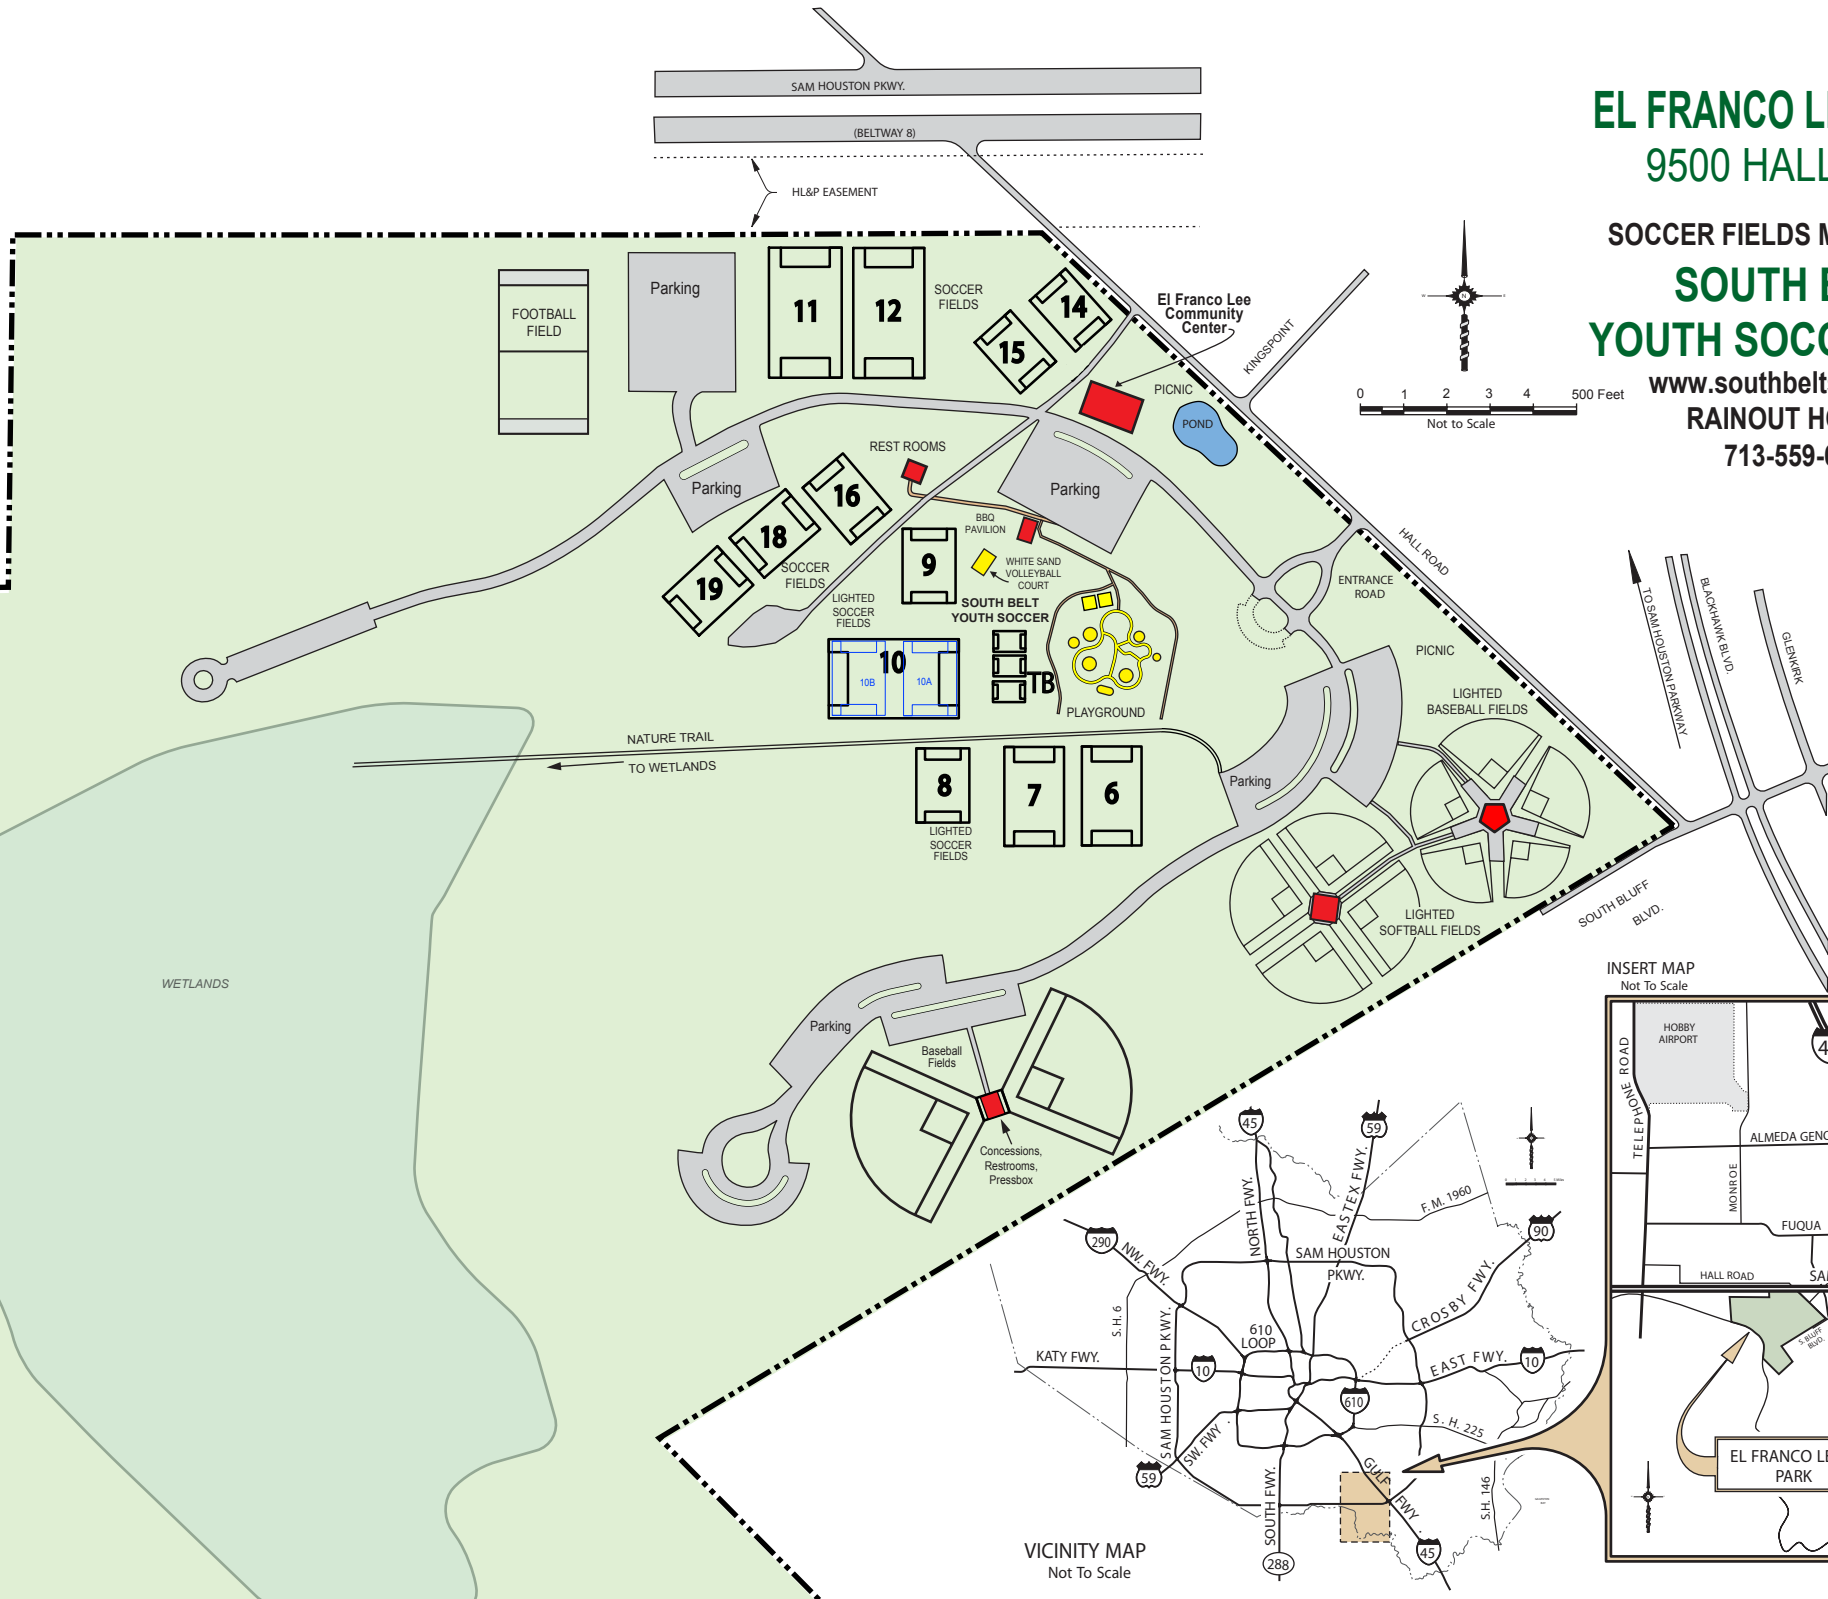 SAM HOUSTON PKWY.
(BELTWAY 8)
HL&P EASEMENT
EL FRANCO L
9500 HALL
SOCCER FIELDS
SOUTH
YOUTH SOCC
www.southbelt
RAINOUT H
713-559-
W
N
E
0 1 2 3 4 500 Feet
Not to Scale
FOOTBALL
FIELD
Parking
11
12
SOCCER
FIELDS
14
15
El Franco Lee
Community
Center
KINGSPOINT
PICNIC
POND
REST ROOMS
Parking
16
18
19
SOCCER
FIELDS
Parking
BBQ
PAVILION
9
WHITE SAND
VOLLEYBALL
COURT
LIGHTED
SOCCER
FIELDS
SOUTH BELT
YOUTH SOCCER
10
10B
10A
TB
PLAYGROUND
HALL ROAD
ENTRANCE
ROAD
PICNIC
LIGHTED
BASEBALL FIELDS
TO SAM HOUSTON PARKWAY
BLACKHAWK BLVD.
GLENKIRK
NATURE TRAIL
TO WETLANDS
8
7
6
LIGHTED
SOCCER
FIELDS
Parking
LIGHTED
SOFTBALL FIELDS
SOUTH BLUFF
BLVD.
WETLANDS
Parking
Baseball
Fields
Concessions,
Restrooms,
Pressbox
INSERT MAP
Not To Scale
HOBBY
AIRPORT
TELEPHONE ROAD
4
ALMEDA GENO
MONROE
FUQUA
HALL ROAD
SA
S. BLUFF
BLVD.
EL FRANCO L
PARK
45
59
NORTH FWY.
EASTEX FWY.
F. M. 1960
290
NW. FWY.
90
SAM HOUSTON
PKWY.
CROSBY FWY.
S.H. 6
SAM HOUSTON PKWY.
610
LOOP
KATY FWY.
10
EAST FWY.
10
610
S. H. 225
SW. FWY.
59
GULF FWY.
S.H. 146
SOUTH FWY.
45
288
VICINITY MAP
Not To Scale